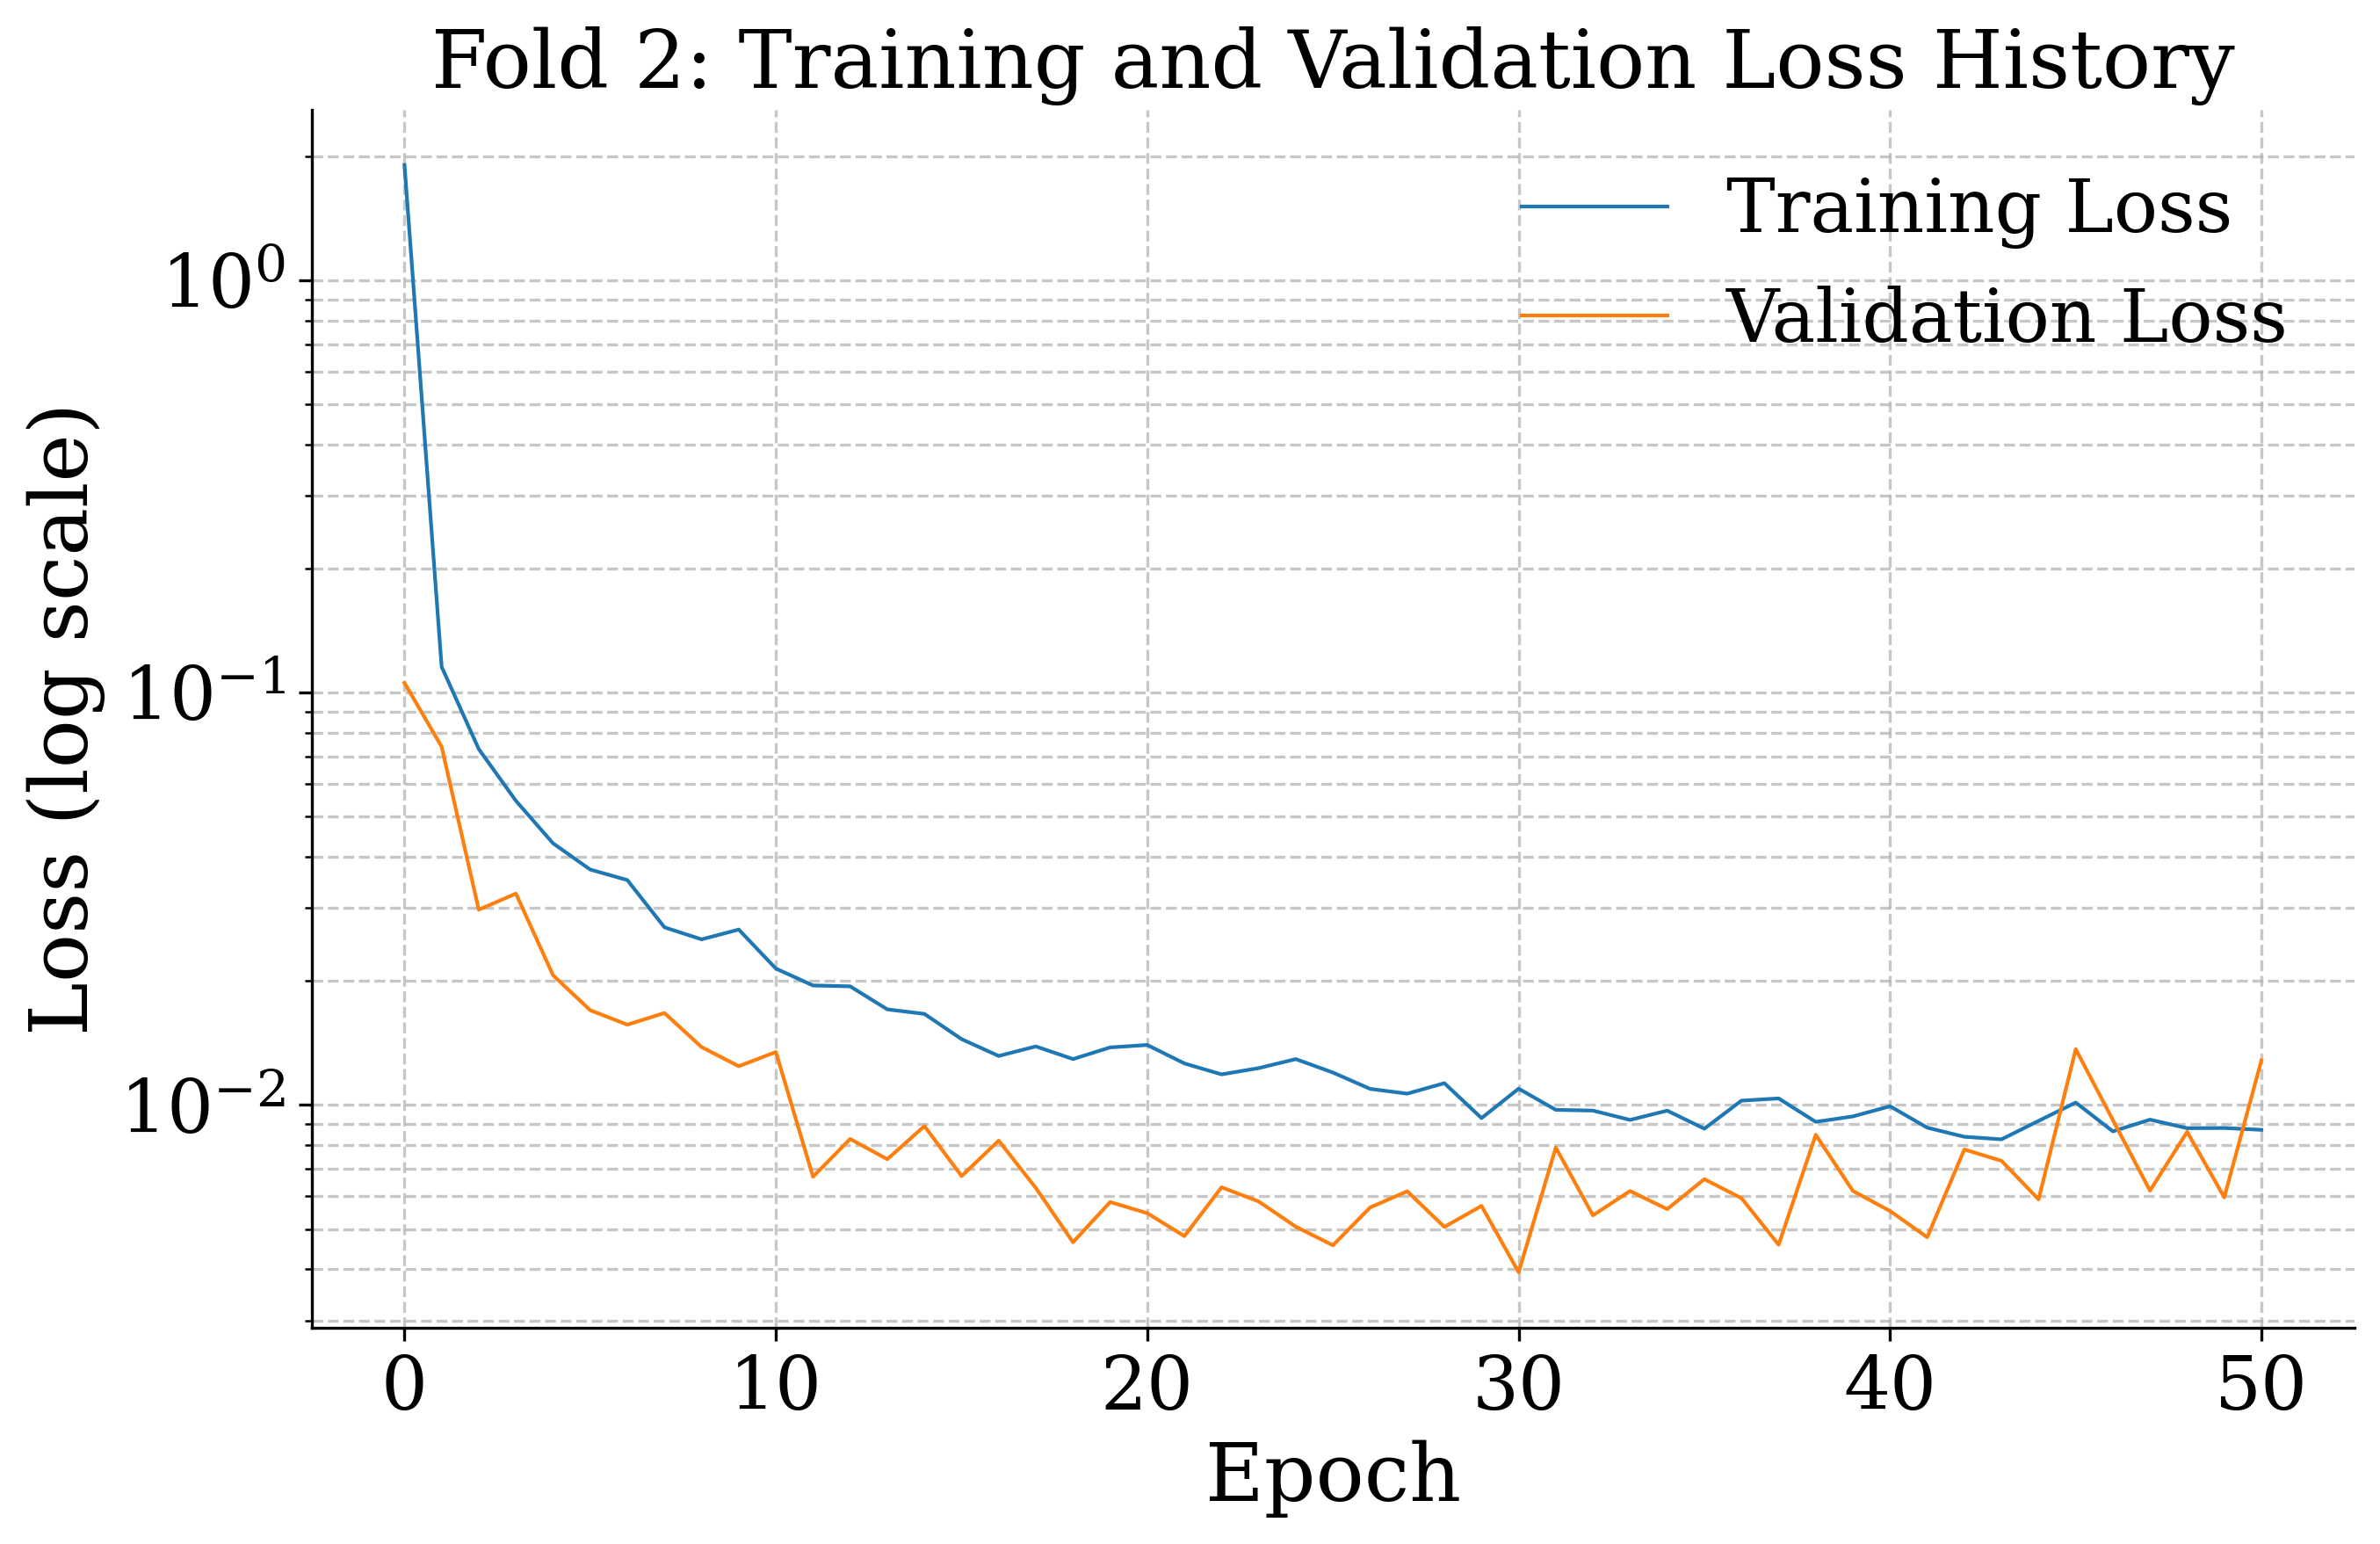 Fold 2: Training and Validation Loss History
Training Loss
Validation Loss
Loss (log scale)
10⁰
10⁻¹
10⁻²
0 10 20 30 40 50
Epoch